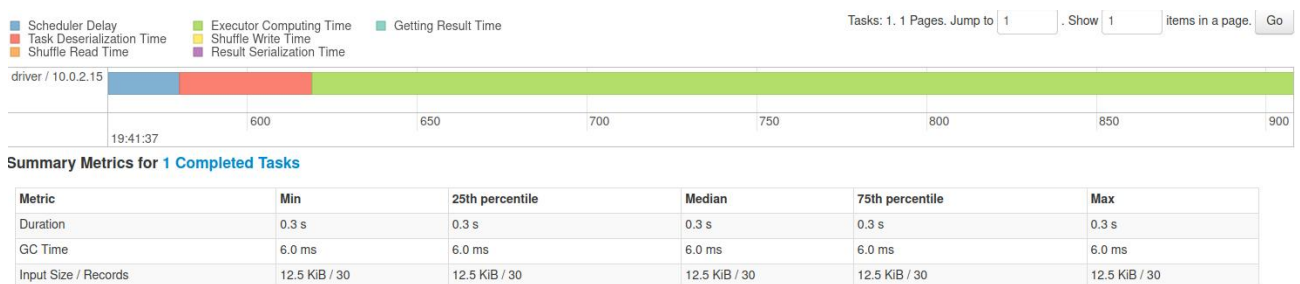 Scheduler Delay Executor Computing Time Getting Result Time Tasks: 1. 1 Pages. Jump to 1 . Show 1 items in a page. Go
Task Deserialization Time Shuffle Write Time
Shuffle Read Time Result Serialization Time
driver / 10.0.2.15
600 650 700 750 800 850 900
19:41:37
Summary Metrics for 1 Completed Tasks
Metric Min 25th percentile Median 75th percentile Max
Duration 0.3 s 0.3 s 0.3 s 0.3 s 0.3 s
GC Time 6.0 ms 6.0 ms 6.0 ms 6.0 ms 6.0 ms
Input Size / Records 12.5 KiB / 30 12.5 KiB / 30 12.5 KiB / 30 12.5 KiB / 30 12.5 KiB / 30